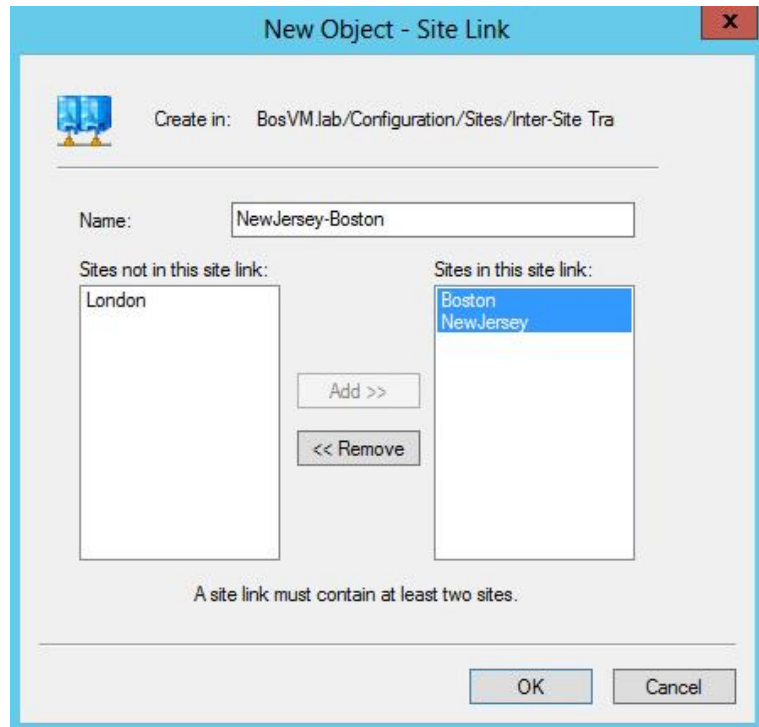 New Object - Site Link
x
Create in: BosVM.lab/Configuration/Sites/Inter-Site Tra
Name: NewJersey-Boston
Sites not in this site link:
London
Sites in this site link:
Boston
NewJersey
Add >>
<< Remove
A site link must contain at least two sites.
OK
Cancel